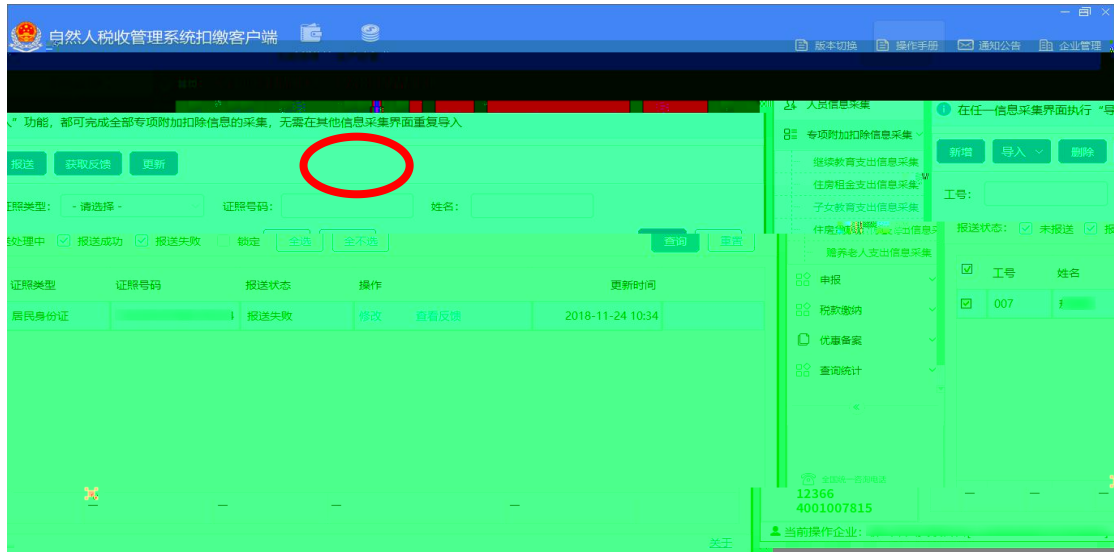 自然人税收管理系统扣缴客户端
版本切换 操作手册 通知公告 企业管理
人”功能，都可完成全部专项附加扣除信息的采集，无需在其他信息采集界面重复导入
报送 获取反馈 更新
证照类型： - 请选择 - 证照号码： 姓名：
处理中 报送成功 报送失败 锁定 全选 全不选 查询 重置
证照类型 证照号码 报送状态 操作 更新时间
居民身份证 报送失败 修改 查看反馈 2018-11-24 10:34
关于
人员信息采集
专项附加扣除信息采集
继续教育支出信息采集
住房租金支出信息采集
子女教育支出信息采集
赡养老人支出信息采集
申报
税款缴纳
优惠备案
查询统计
12366
4001007815
当前操作企业：
在任一信息采集界面执行“导
新增 导入 删除
工号：
报送状态： 未报送 报
工号 姓名
007